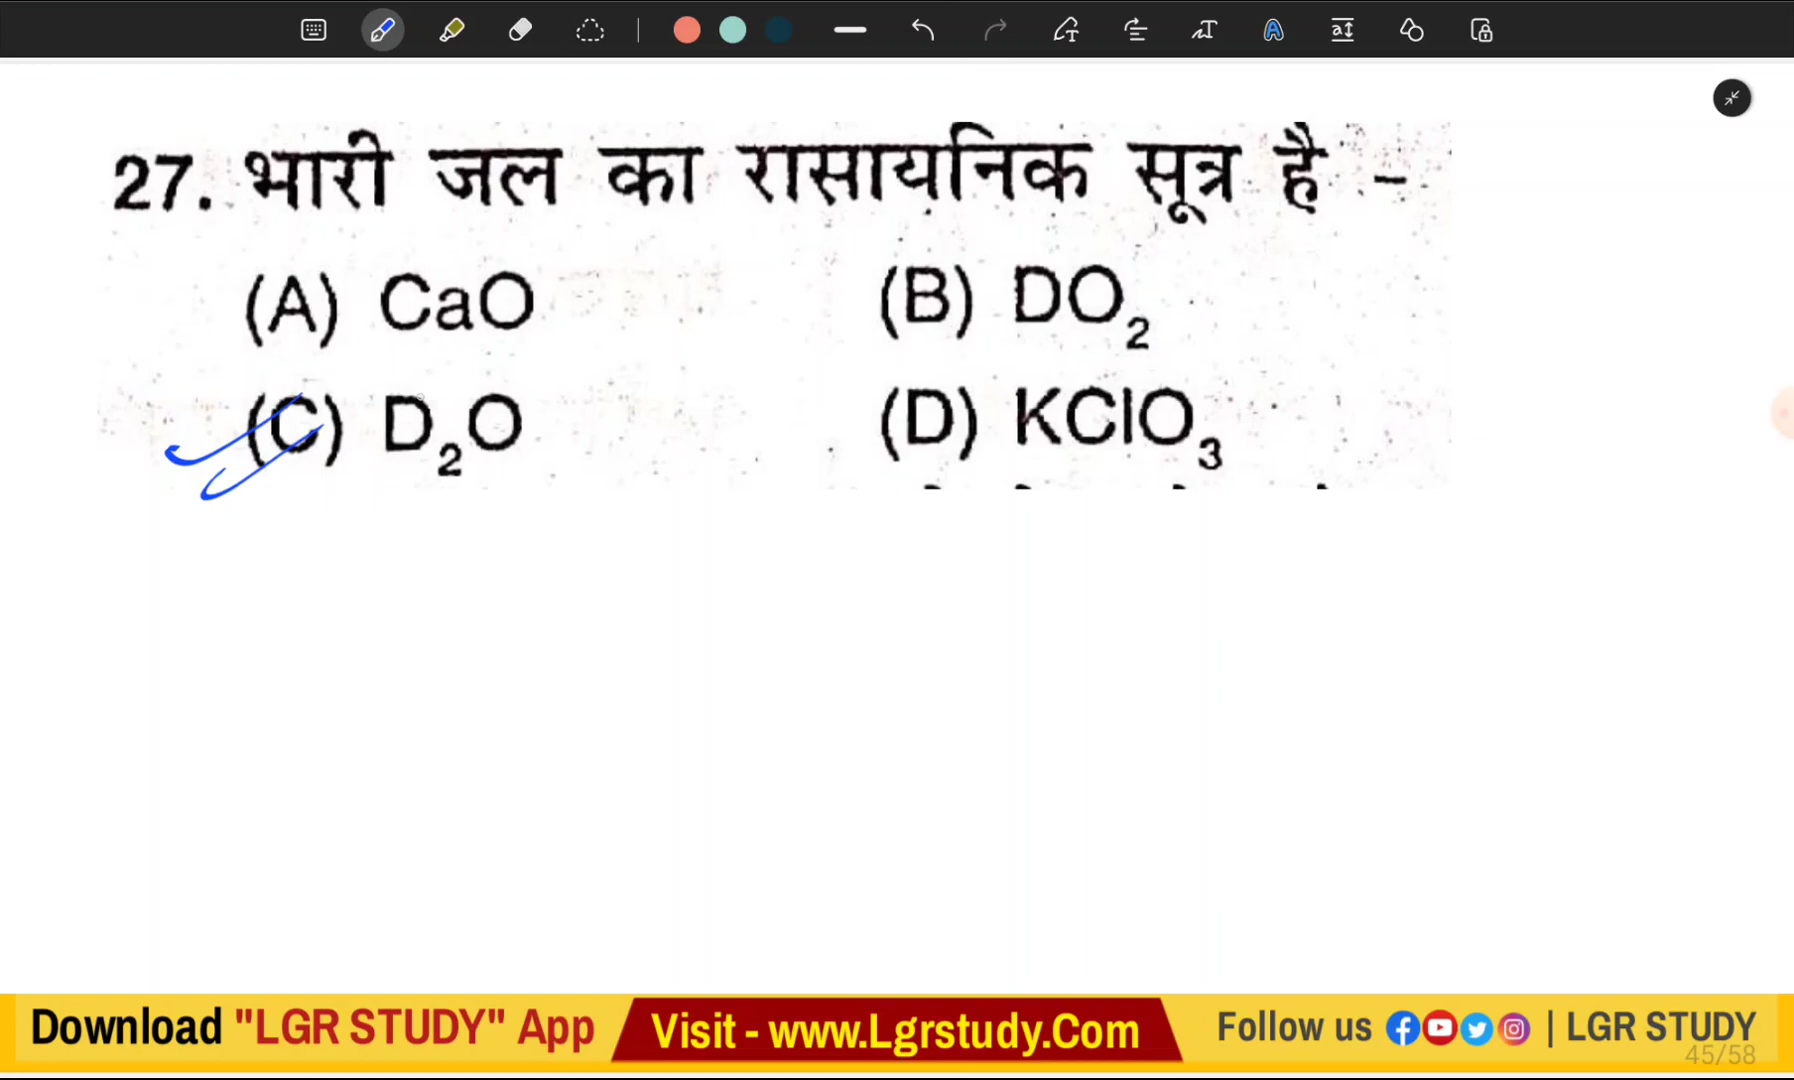 27. भारी जल का रासायनिक सूत्र है -
(A) CaO (B) DO₂
(C) D₂O (D) KClO₃
Download "LGR STUDY" App Visit - www.Lgrstudy.Com Follow us | LGR STUDY
45/58